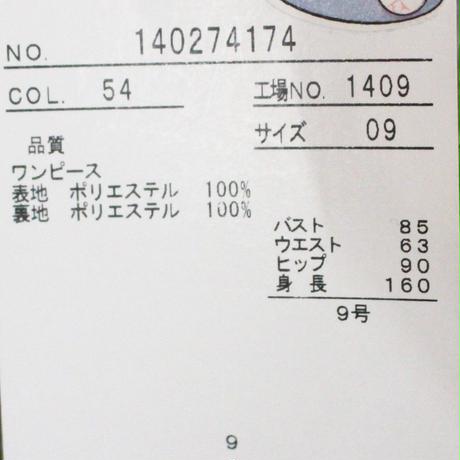 NO. 140274174
COL. 54 工場NO. 1409
サイズ 09
品質
ワンピース
表地 ポリエステル 100%
裏地 ポリエステル 100%
バスト 85
ウエスト 63
ヒップ 90
身 長 160
9号
9